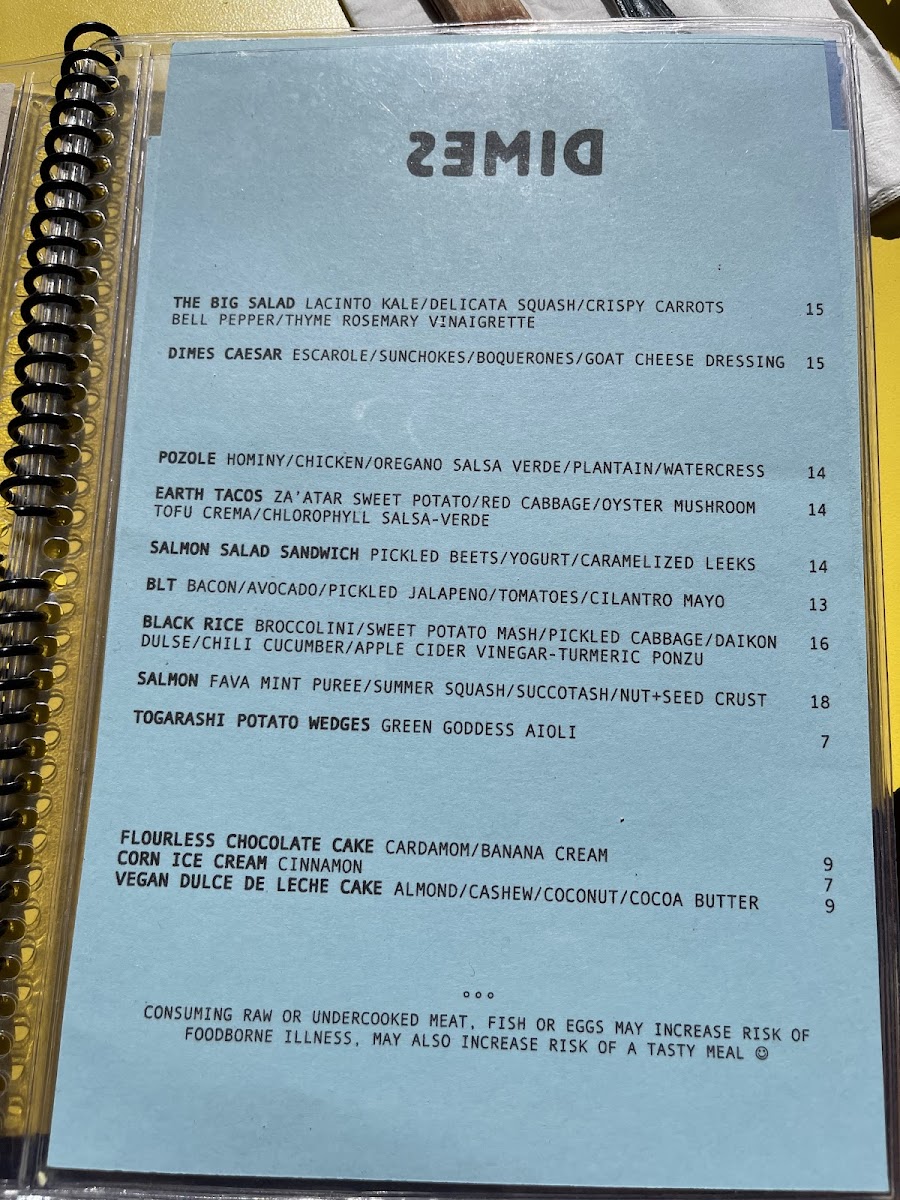 DIMES
THE BIG SALAD LACINTO KALE/DELICATA SQUASH/CRISPY CARROTS 15
BELL PEPPER/THYME ROSEMARY VINAIGRETTE
DIMES CAESAR ESCAROLE/SUNCHOKES/BOQUERONES/GOAT CHEESE DRESSING 15
POZOLE HOMINY/CHICKEN/OREGANO SALSA VERDE/PLANTAIN/WATERCRESS 14
EARTH TACOS ZA'ATAR SWEET POTATO/RED CABBAGE/OYSTER MUSHROOM 14
TOFU CREMA/CHLOROPHYLL SALSA-VERDE
SALMON SALAD SANDWICH PICKLED BEETS/YOGURT/CARAMELIZED LEEKS 14
BLT BACON/AVOCADO/PICKLED JALAPENO/TOMATOES/CILANTRO MAYO 13
BLACK RICE BROCCOLINI/SWEET POTATO MASH/PICKLED CABBAGE/DAIKON 16
DULSE/CHILI CUCUMBER/APPLE CIDER VINEGAR-TURMERIC PONZU
SALMON FAVA MINT PUREE/SUMMER SQUASH/SUCCOTASH/NUT+SEED CRUST 18
TOGARASHI POTATO WEDGES GREEN GODDESS AIOLI 7
FLOURLESS CHOCOLATE CAKE CARDAMOM/BANANA CREAM 9
CORN ICE CREAM CINNAMON 7
VEGAN DULCE DE LECHE CAKE ALMOND/CASHEW/COCONUT/COCOA BUTTER 9
CONSUMING RAW OR UNDERCOOKED MEAT, FISH OR EGGS MAY INCREASE RISK OF
FOODBORNE ILLNESS, MAY ALSO INCREASE RISK OF A TASTY MEAL ☺